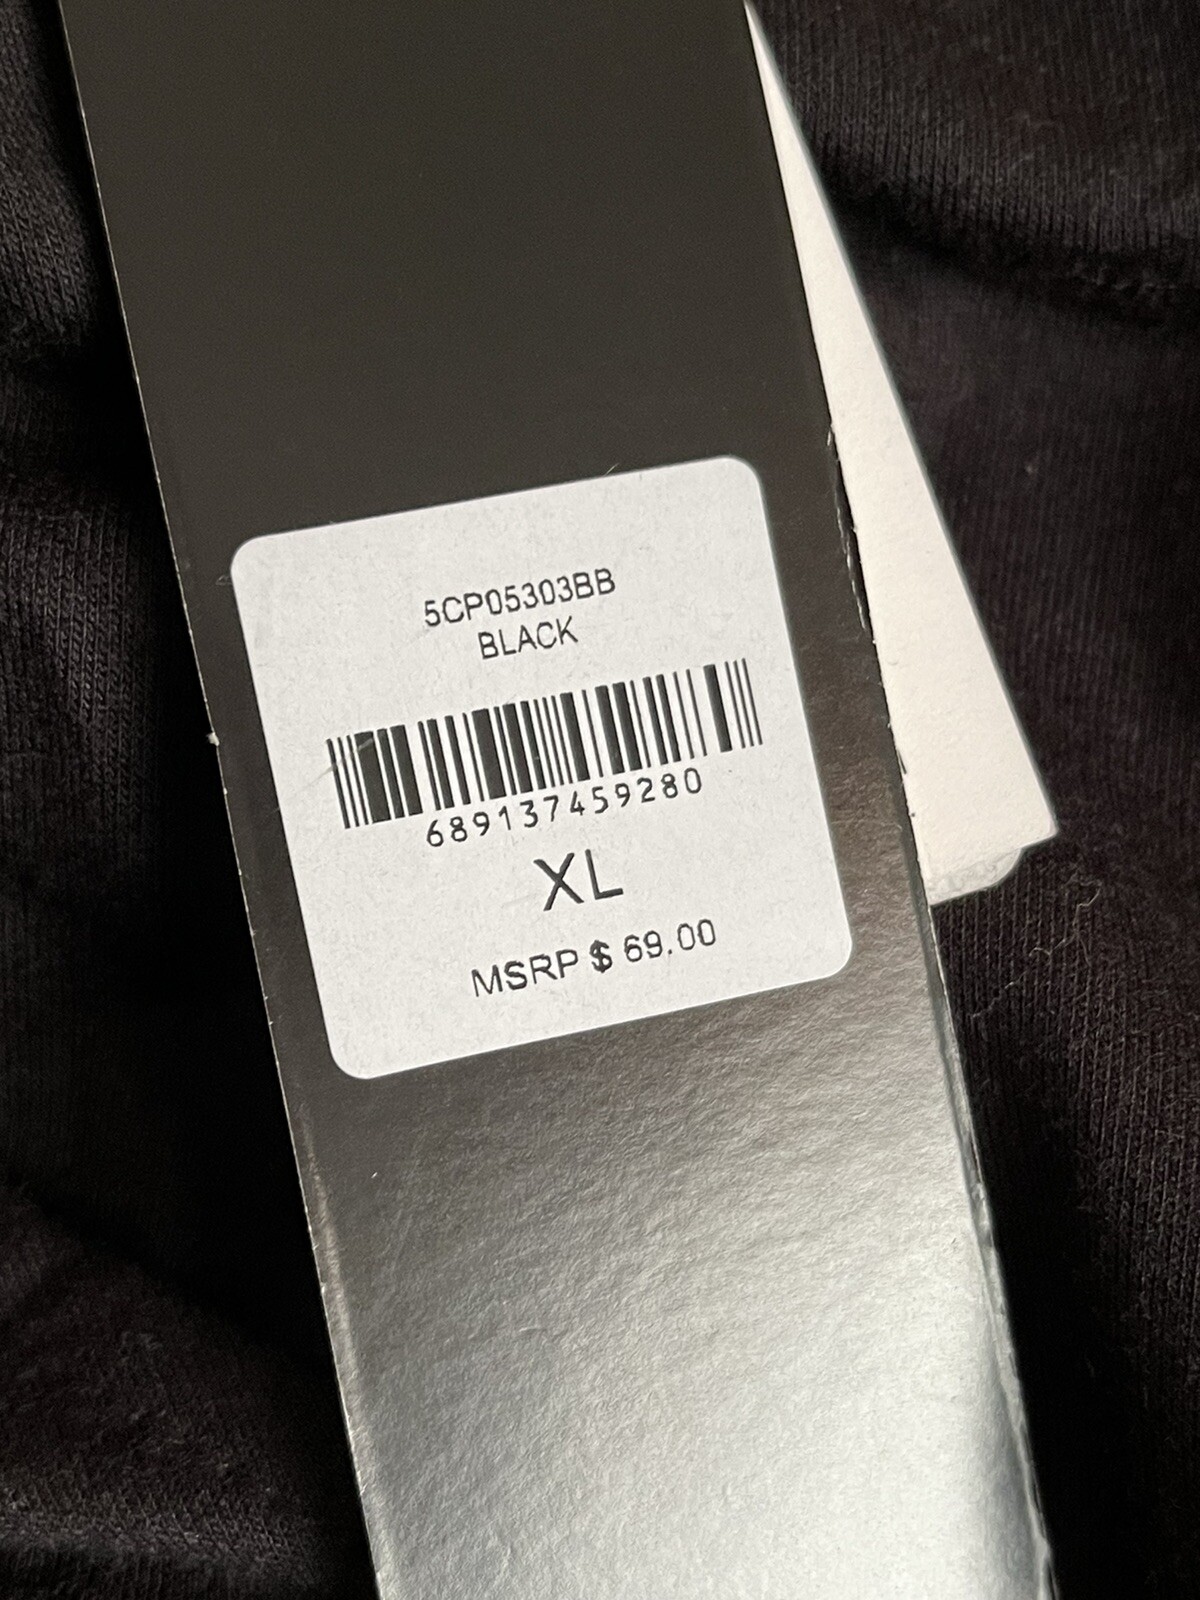 5CP05303BB
BLACK
689137459280
XL
MSRP $ 69.00